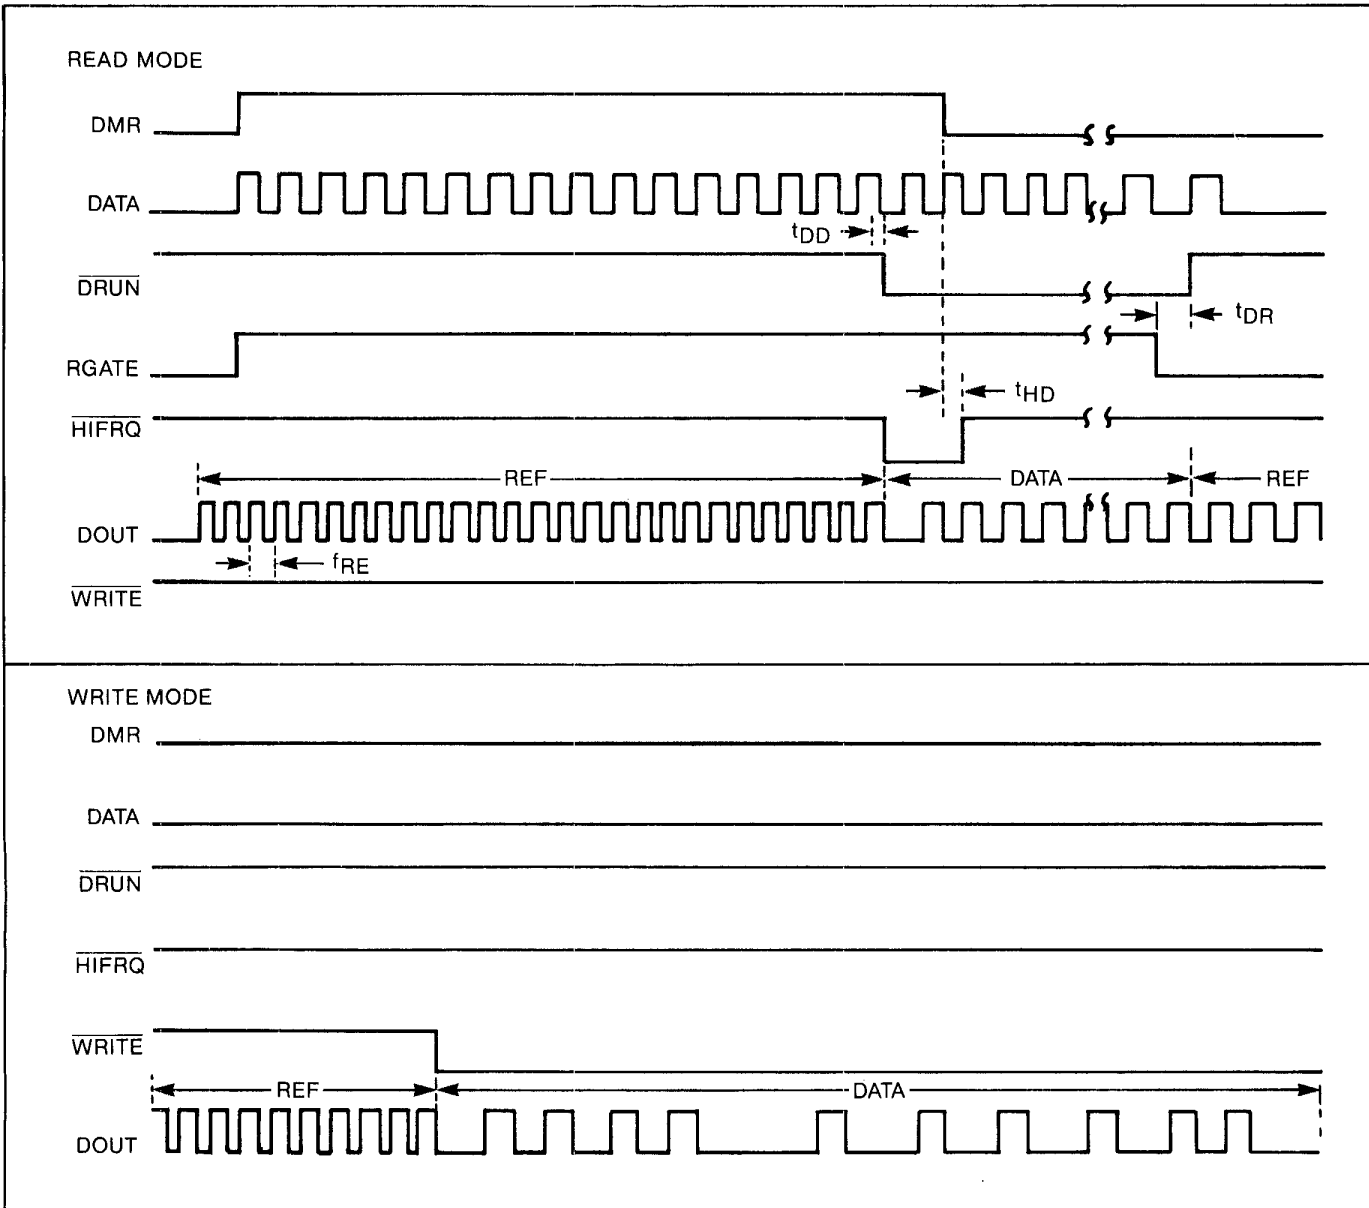 READ MODE
DMR
DATA
tDD
DRUN
tDR
RGATE
tHD
HIFRQ
REF DATA REF
DOUT
fRE
WRITE
WRITE MODE
DMR
DATA
DRUN
HIFRQ
WRITE
REF DATA
DOUT